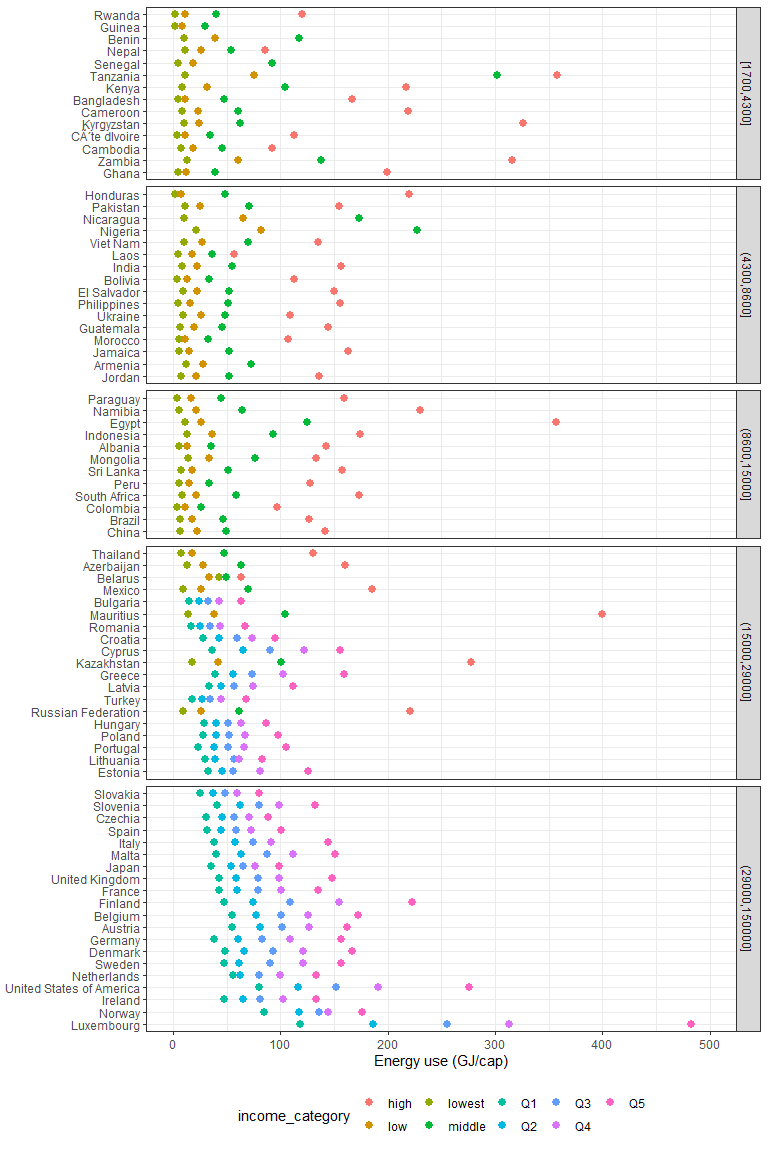 Rwanda
Guinea
Benin
Nepal
Senegal
Tanzania
Kenya
Bangladesh
Cameroon
Kyrgyzstan
CÃ´te dIvoire
Cambodia
Zambia
Ghana
[1700,4300]
Honduras
Pakistan
Nicaragua
Nigeria
Viet Nam
Laos
India
Bolivia
El Salvador
Philippines
Ukraine
Guatemala
Morocco
Jamaica
Armenia
Jordan
(4300,8600]
Paraguay
Namibia
Egypt
Indonesia
Albania
Mongolia
Sri Lanka
Peru
South Africa
Colombia
Brazil
China
(8600,15000]
Thailand
Azerbaijan
Belarus
Mexico
Bulgaria
Mauritius
Romania
Croatia
Cyprus
Kazakhstan
Greece
Latvia
Turkey
Russian Federation
Hungary
Poland
Portugal
Lithuania
Estonia
(15000,29000]
Slovakia
Slovenia
Czechia
Spain
Italy
Malta
Japan
United Kingdom
France
Finland
Belgium
Austria
Germany
Denmark
Sweden
Netherlands
United States of America
Ireland
Norway
Luxembourg
(29000,150000]
0 100 200 300 400 500
Energy use (GJ/cap)
income_category
high lowest Q1 Q3 Q5
low middle Q2 Q4